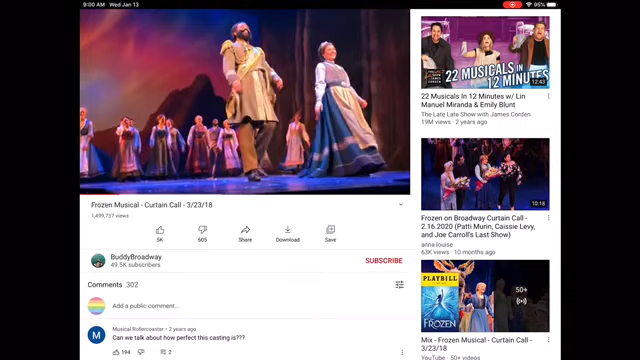 9:00 AM Wed Jan 13
95%
Frozen Musical - Curtain Call - 3/23/18
1,499,737 views
5K
605
Share
Download
Save
BuddyBroadway
49.5K subscribers
SUBSCRIBE
Comments 302
Add a public comment...
M
Musical Rollercoaster • 2 years ago
Can we talk about how perfect this casting is???
194
2
22 MUSICALS IN
12 MINUTES
12:43
22 Musicals In 12 Minutes w/ Lin
Manuel Miranda & Emily Blunt
The Late Late Show with James Corden
19M views · 2 years ago
10:18
Frozen on Broadway Curtain Call -
2.16.2020 (Patti Murin, Caissie Levy,
and Joe Carroll's Last Show)
anna louise
63K views · 10 months ago
PLAYBILL
FROZEN
50+
Mix - Frozen Musical - Curtain Call -
3/23/18
YouTube · 50+ videos